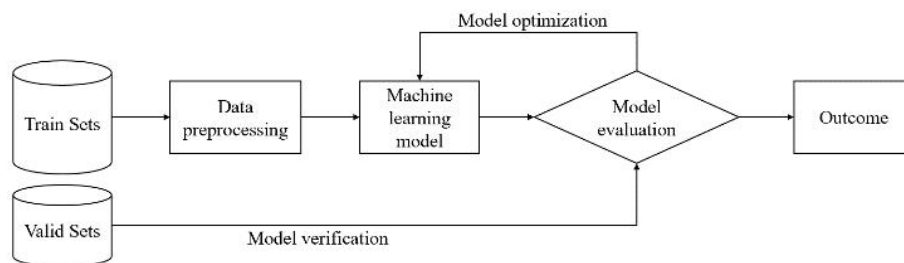 Model optimization
Train Sets
Data
preprocessing
Machine
learning
model
Model
evaluation
Outcome
Valid Sets
Model verification